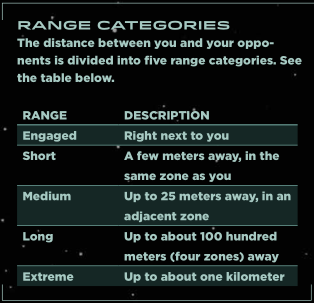 RANGE CATEGORIES
The distance between you and your oppo-
nents is divided into five range categories. See
the table below.
RANGE DESCRIPTION
Engaged Right next to you
Short A few meters away, in the
same zone as you
Medium Up to 25 meters away, in an
adjacent zone
Long Up to about 100 hundred
meters (four zones) away
Extreme Up to about one kilometer